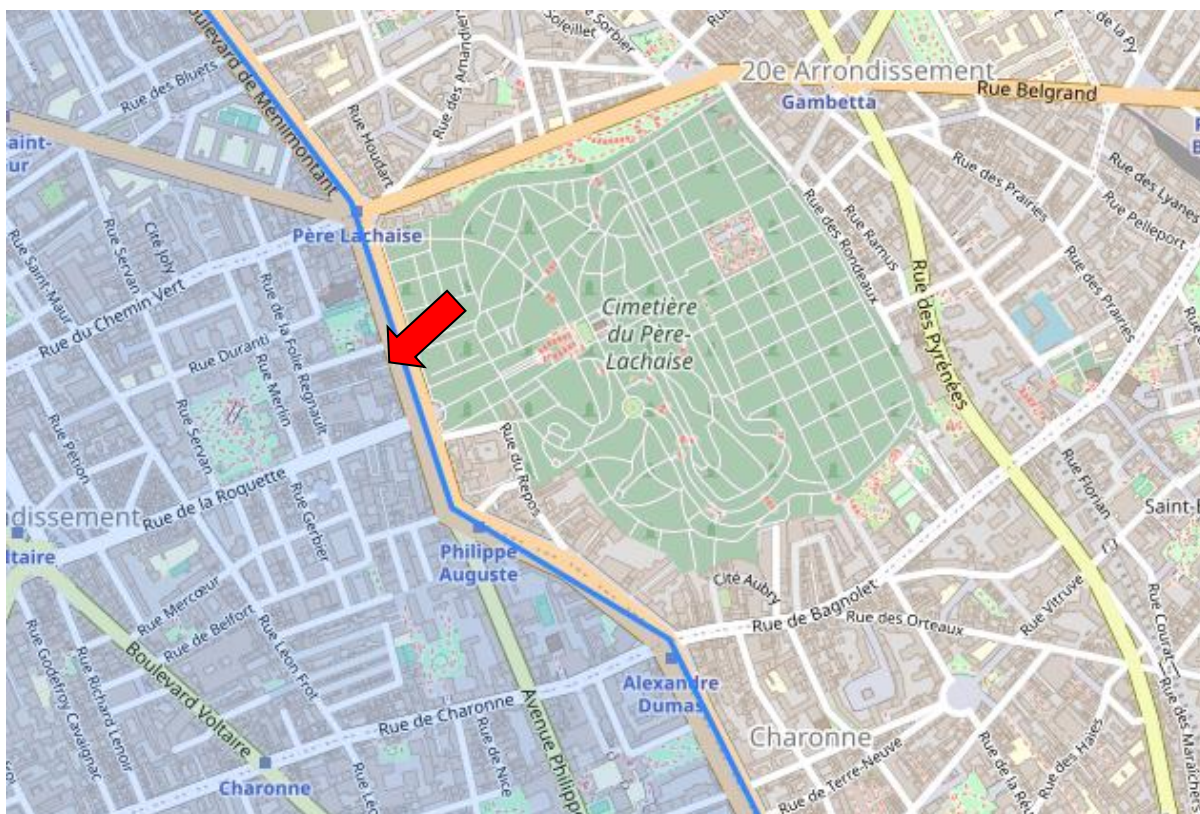 Boulevard de Ménilmontant
Soleillet
Rue Sorbier
Rue des Amandiers
Rue des Bluets
Rue Houdart
20e Arrondissement
Gambetta
Rue Belgrand
Rue des Prairies
Rue des Lyanes
Rue Pelleport
Rue des Rondeaux
Rue Ramus
Rue des Pyrénées
Rue des Prairies
Saint-
ur
Père Lachaise
Cité Joly
Rue Servan
Rue Saint-Maur
Rue du Chemin Vert
Rue de la Folie Regnault
Rue Duranti
Rue Merlin
Rue Servan
Rue Petion
Cimetière
du Père-
Lachaise
Rue du Repos
Rue de la Roquette
Rue Gerbier
ndissement
ltaire
Philippe
Auguste
Cité Aubry
Rue de Bagnolet
Rue des Orteaux
Rue Vitruve
Rue Florian
Saint-
Rue Courat
Rue des Maraîchers
Rue Mercœur
Rue de Belfort
Rue Léon Frot
Rue Godefroy Cavaignac
Rue Richard Lenoir
Boulevard Voltaire
Rue de Charonne
Rue de Nice
Avenue Philipp
Alexandre
Dumas
Charonne
Charonne
Rue de Terre-Neuve
Rue de la Réu
Rue des Haies